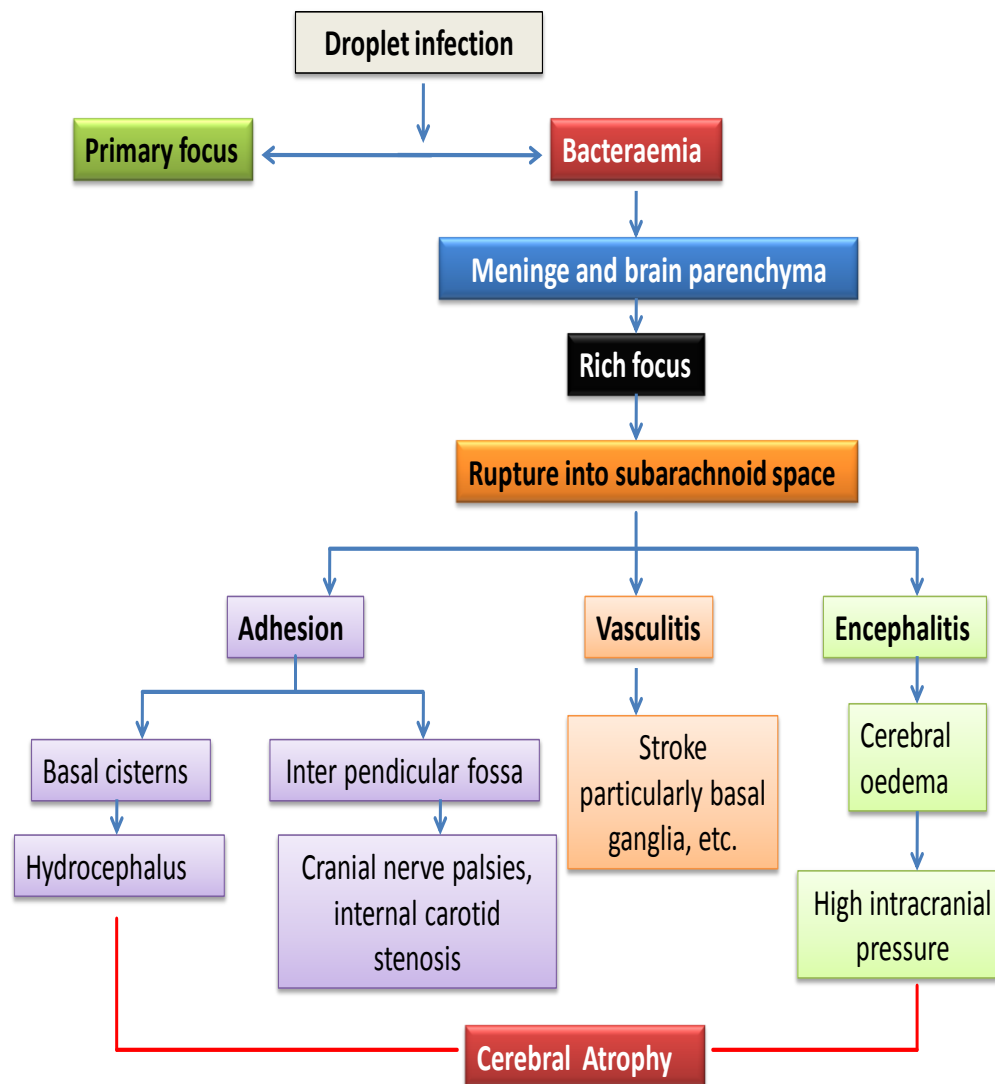 Droplet infection
Primary focus
Bacteraemia
Meninge and brain parenchyma
Rich focus
Rupture into subarachnoid space
Adhesion
Vasculitis
Encephalitis
Basal cisterns
Inter pendicular fossa
Stroke
particularly basal
ganglia, etc.
Cerebral
oedema
Hydrocephalus
Cranial nerve palsies,
internal carotid
stenosis
High intracranial
pressure
Cerebral Atrophy